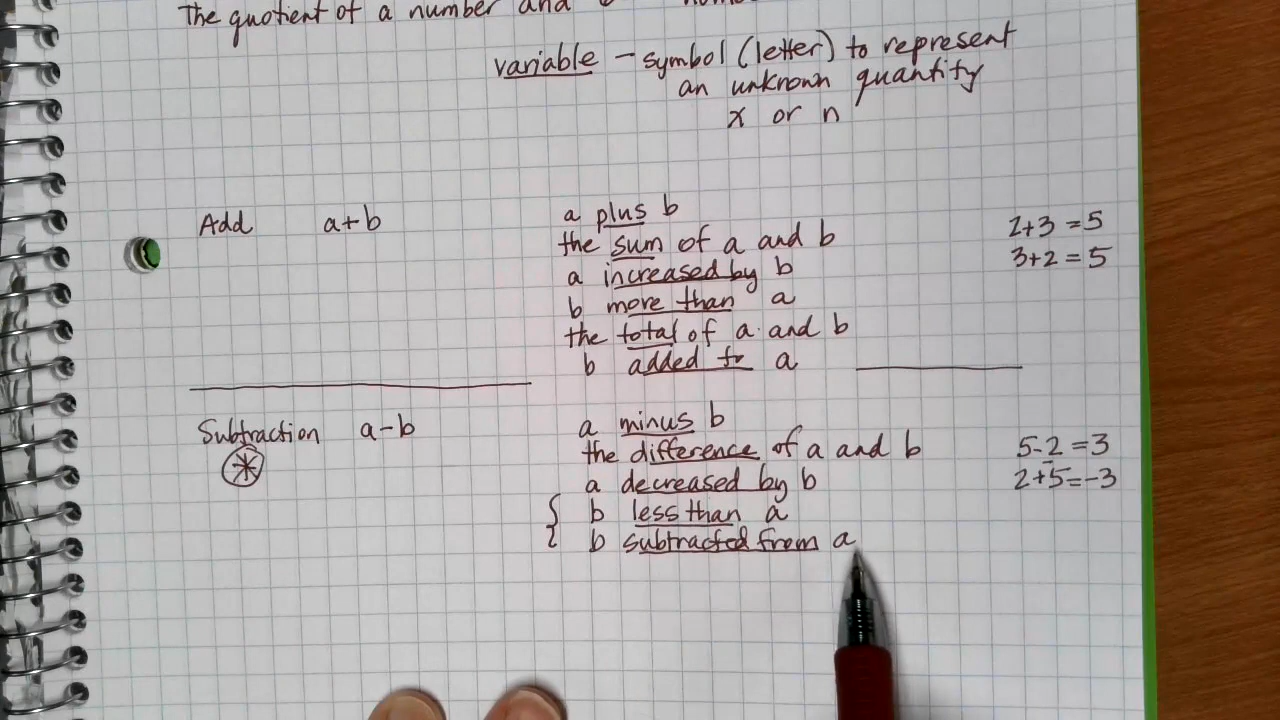 The quotient of a number and
variable - symbol (letter) to represent
an unknown quantity
x or n
Add a+b
a plus b
the sum of a and b
a increased by b
b more than a
the total of a and b
b added to a
2+3=5
3+2=5
Subtraction a-b
a minus b
the difference of a and b
a decreased by b
b less than a
b subtracted from a
5-2=3
2+5=-3